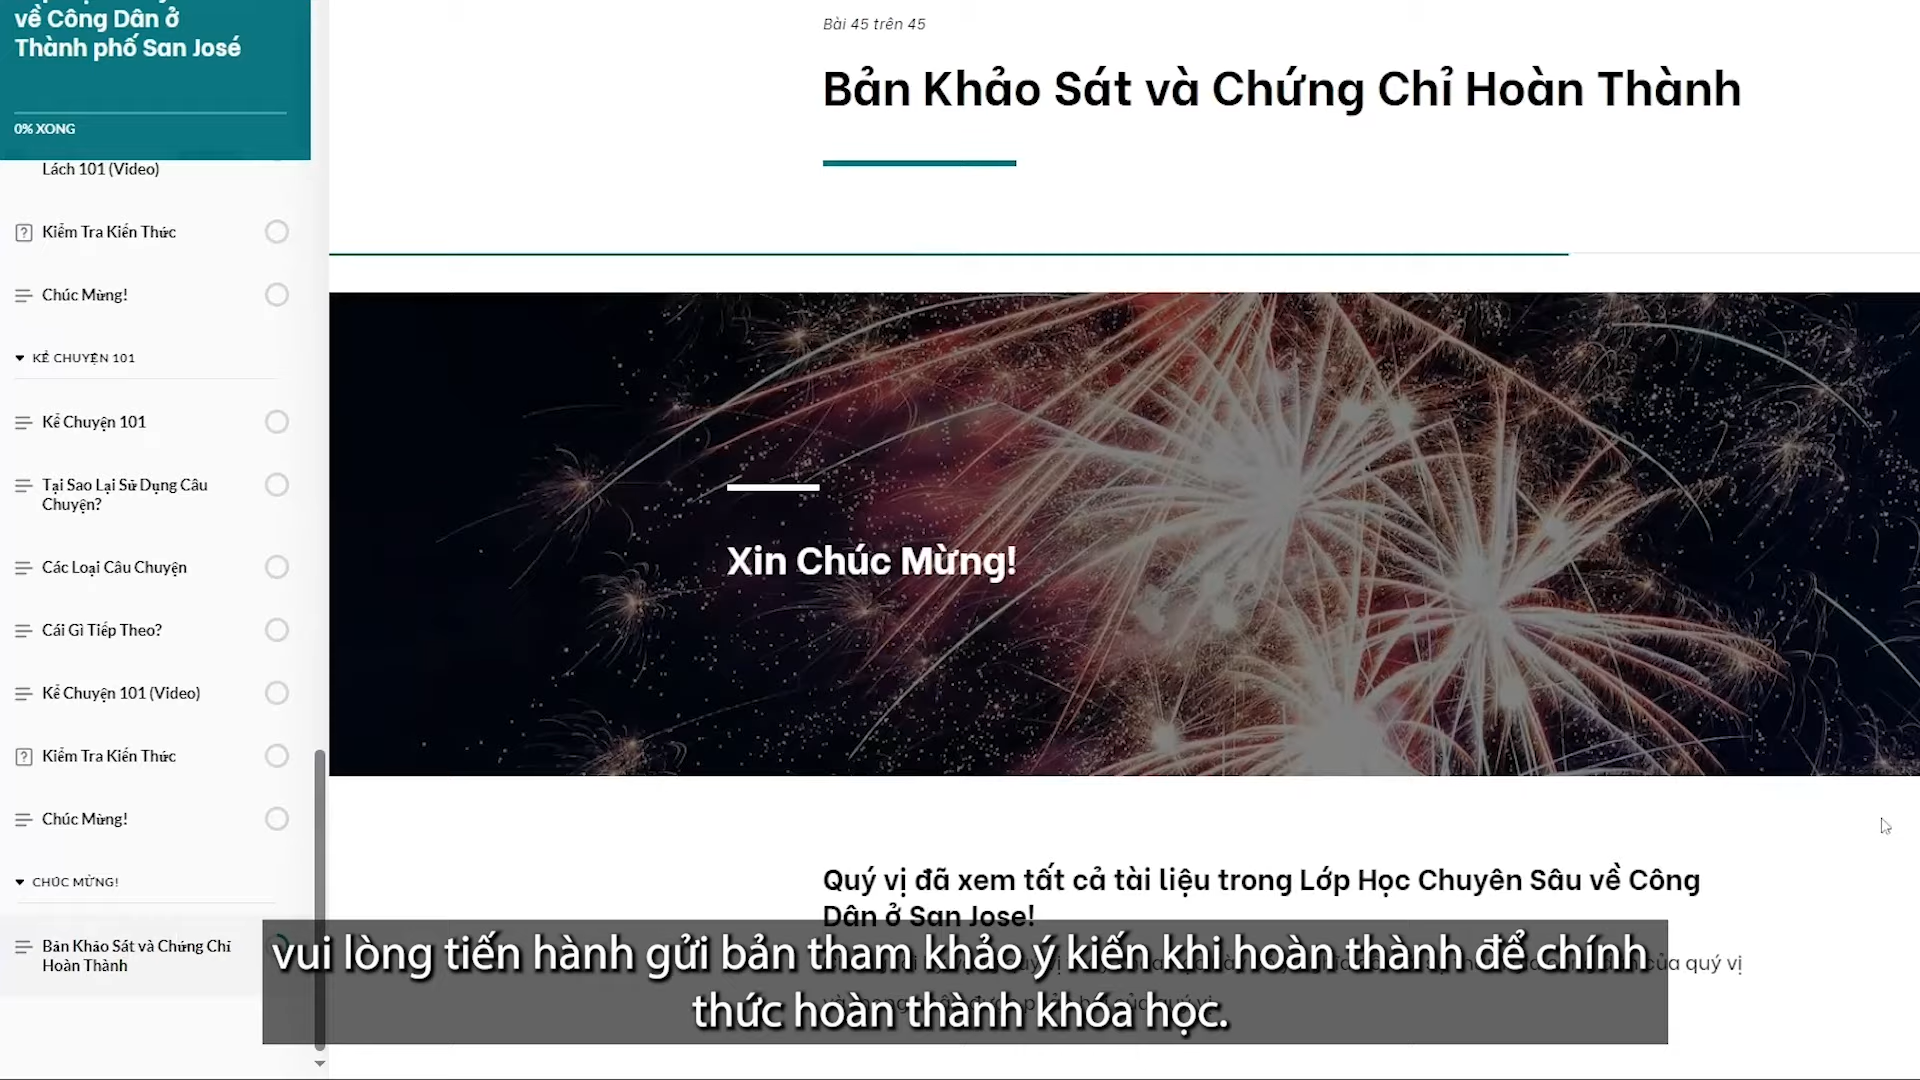 về Công Dân ở
Thành phố San José
0% XONG
Lách 101 (Video)
Kiểm Tra Kiến Thức
Chúc Mừng!
KỂ CHUYỆN 101
Kể Chuyện 101
Tại Sao Lại Sử Dụng Câu
Chuyện?
Các Loại Câu Chuyện
Cái Gì Tiếp Theo?
Kể Chuyện 101 (Video)
Kiểm Tra Kiến Thức
Chúc Mừng!
CHÚC MỪNG!
Bản Khảo Sát và Chứng Chỉ
Hoàn Thành
Bài 45 trên 45
Bản Khảo Sát và Chứng Chỉ Hoàn Thành
Xin Chúc Mừng!
Quý vị đã xem tất cả tài liệu trong Lớp Học Chuyên Sâu về Công
Dân ở San Jose!
của quý vị
vui lòng tiến hành gửi bản tham khảo ý kiến khi hoàn thành để chính
thức hoàn thành khóa học.